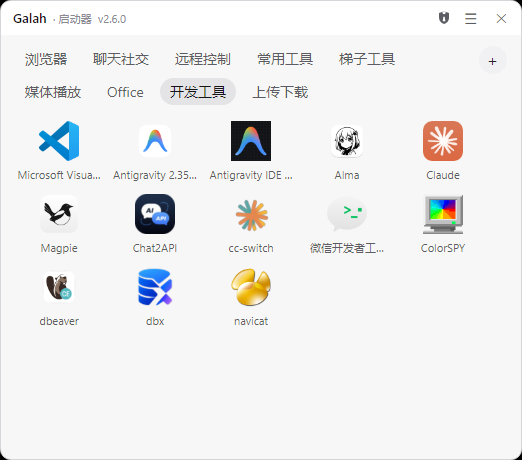 Galah · 启动器 v2.6.0
浏览器 聊天社交 远程控制 常用工具 梯子工具
+
媒体播放 Office 开发工具 上传下载
Microsoft Visua... Antigravity 2.35... Antigravity IDE ... Alma Claude
AI API
Magpie Chat2API cc-switch 微信开发者工... ColorSPY
CE
dbeaver dbx navicat